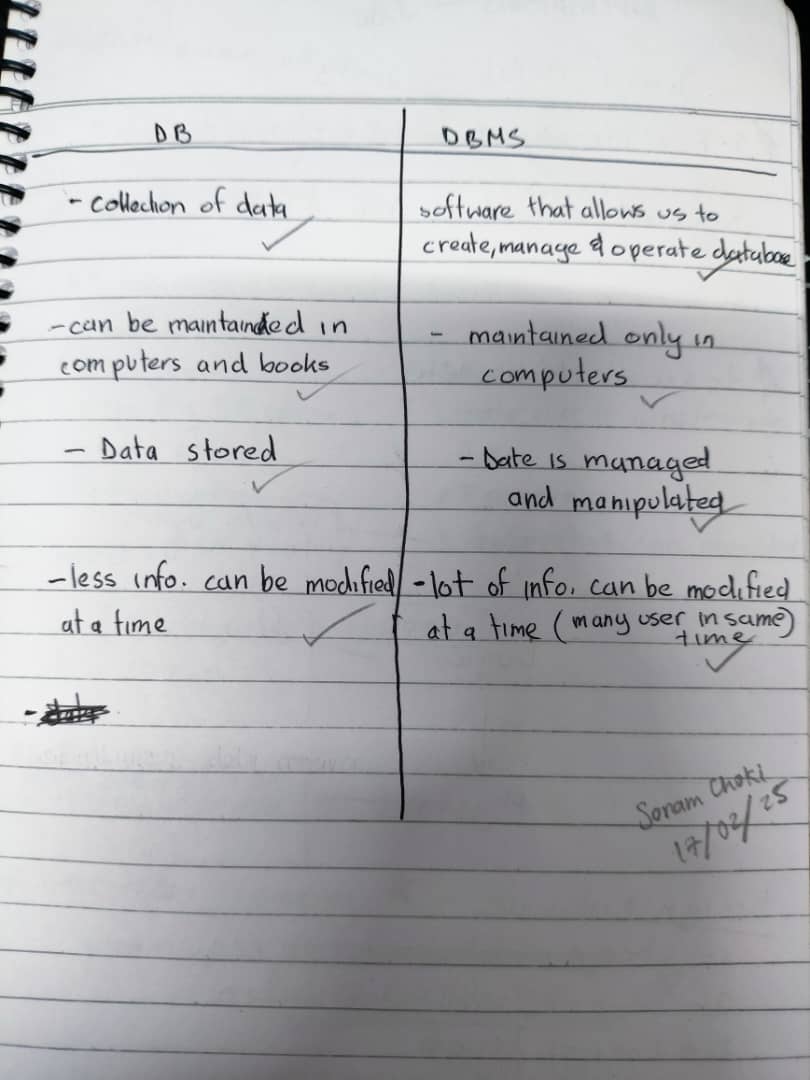 DB
DBMS
- Collection of data
software that allows us to
create, manage & operate database
- can be maintainded in
computers and books
- maintained only in
computers
- Data stored
- Date is managed
and manipulated
- less info. can be modified
at a time
- lot of info. can be modified
at a time (many user in same)
time
Sonam Choki
17/02/25